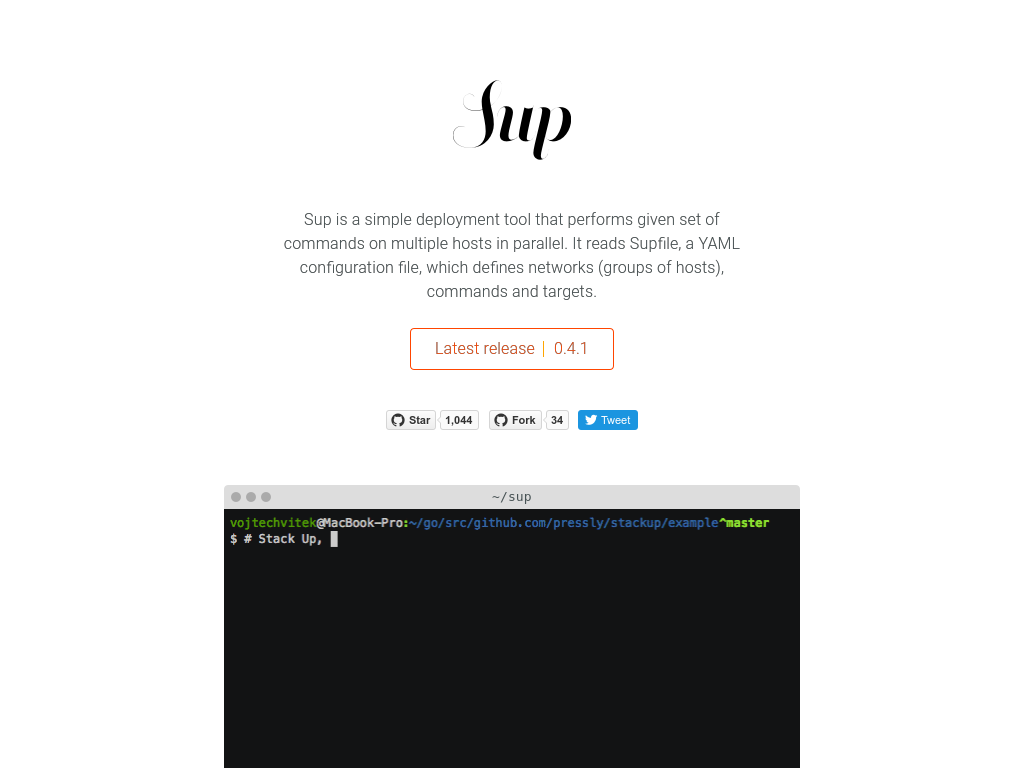 Sup
Sup is a simple deployment tool that performs given set of
commands on multiple hosts in parallel. It reads Supfile, a YAML
configuration file, which defines networks (groups of hosts),
commands and targets.
Latest release | 0.4.1
Star 1,044 Fork 34 Tweet
~/sup
vojtechvitek@MacBook-Pro:~/go/src/github.com/pressly/stackup/example^master
$ # Stack Up,